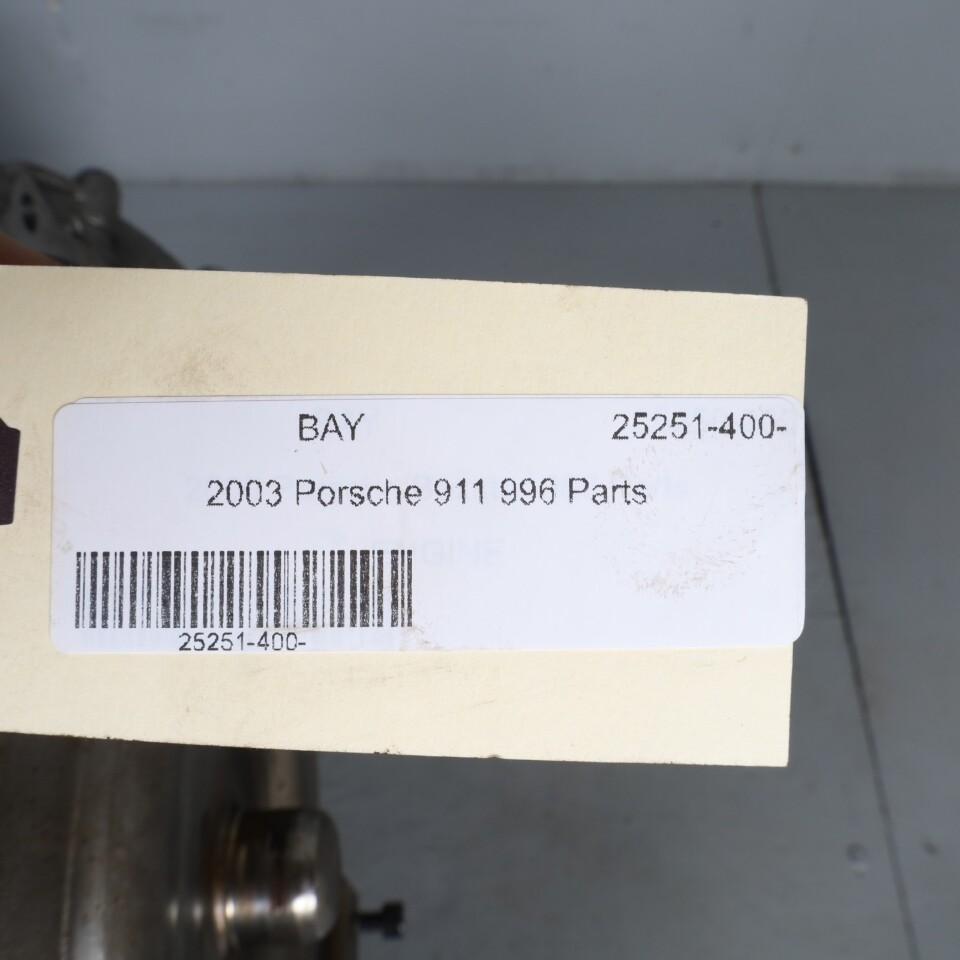 BAY 25251-400-
2003 Porsche 911 996 Parts
25251-400-